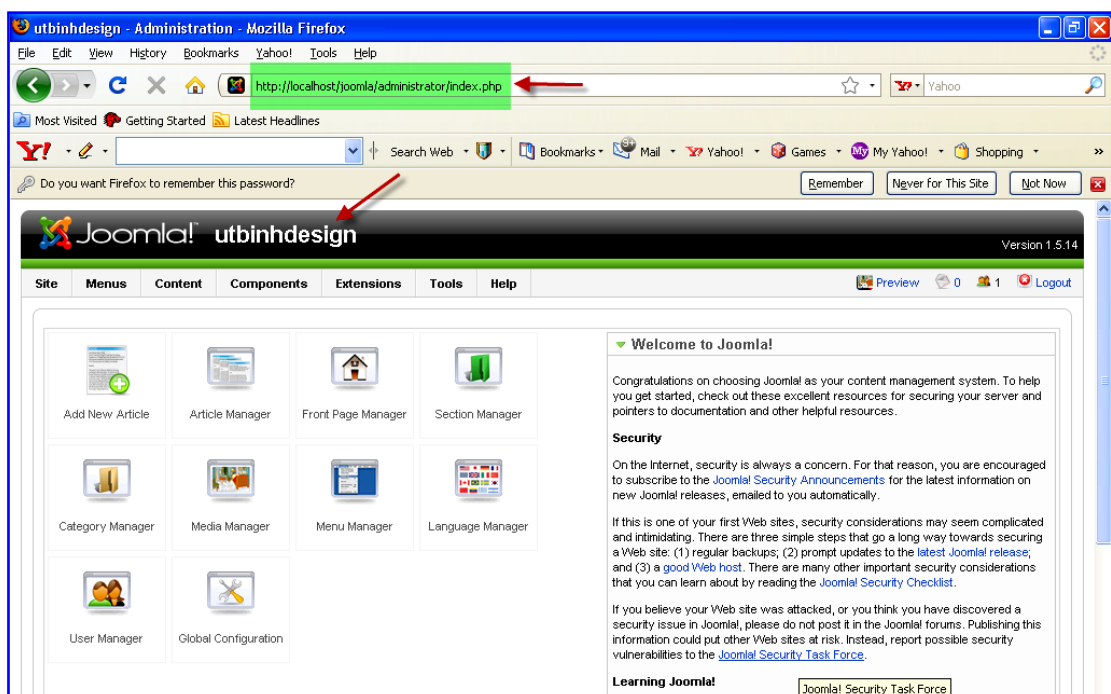 utbinhdesign - Administration - Mozilla Firefox
File Edit View History Bookmarks Yahoo! Tools Help
http://localhost/joomla/administrator/index.php Yahoo
Most Visited Getting Started Latest Headlines
Y! Search Web Bookmarks 9+ Mail Yahoo! Games My My Yahoo! Shopping »
Do you want Firefox to remember this password? Remember Never for This Site Not Now
Joomla!™ utbinhdesign
Version 1.5.14
Site Menus Content Components Extensions Tools Help Preview 0 1 Logout
Add New Article Article Manager Front Page Manager Section Manager
Category Manager Media Manager Menu Manager Language Manager
User Manager Global Configuration
Welcome to Joomla!
Congratulations on choosing Joomla! as your content management system. To help
you get started, check out these excellent resources for securing your server and
pointers to documentation and other helpful resources.
Security
On the Internet, security is always a concern. For that reason, you are encouraged
to subscribe to the Joomla! Security Announcements for the latest information on
new Joomla! releases, emailed to you automatically.
If this is one of your first Web sites, security considerations may seem complicated
and intimidating. There are three simple steps that go a long way towards securing
a Web site: (1) regular backups; (2) prompt updates to the latest Joomla! release;
and (3) a good Web host. There are many other important security considerations
that you can learn about by reading the Joomla! Security Checklist.
If you believe your Web site was attacked, or you think you have discovered a
security issue in Joomla!, please do not post it in the Joomla! forums. Publishing this
information could put other Web sites at risk. Instead, report possible security
vulnerabilities to the Joomla! Security Task Force.
Learning Joomla!
Joomla! Security Task Force